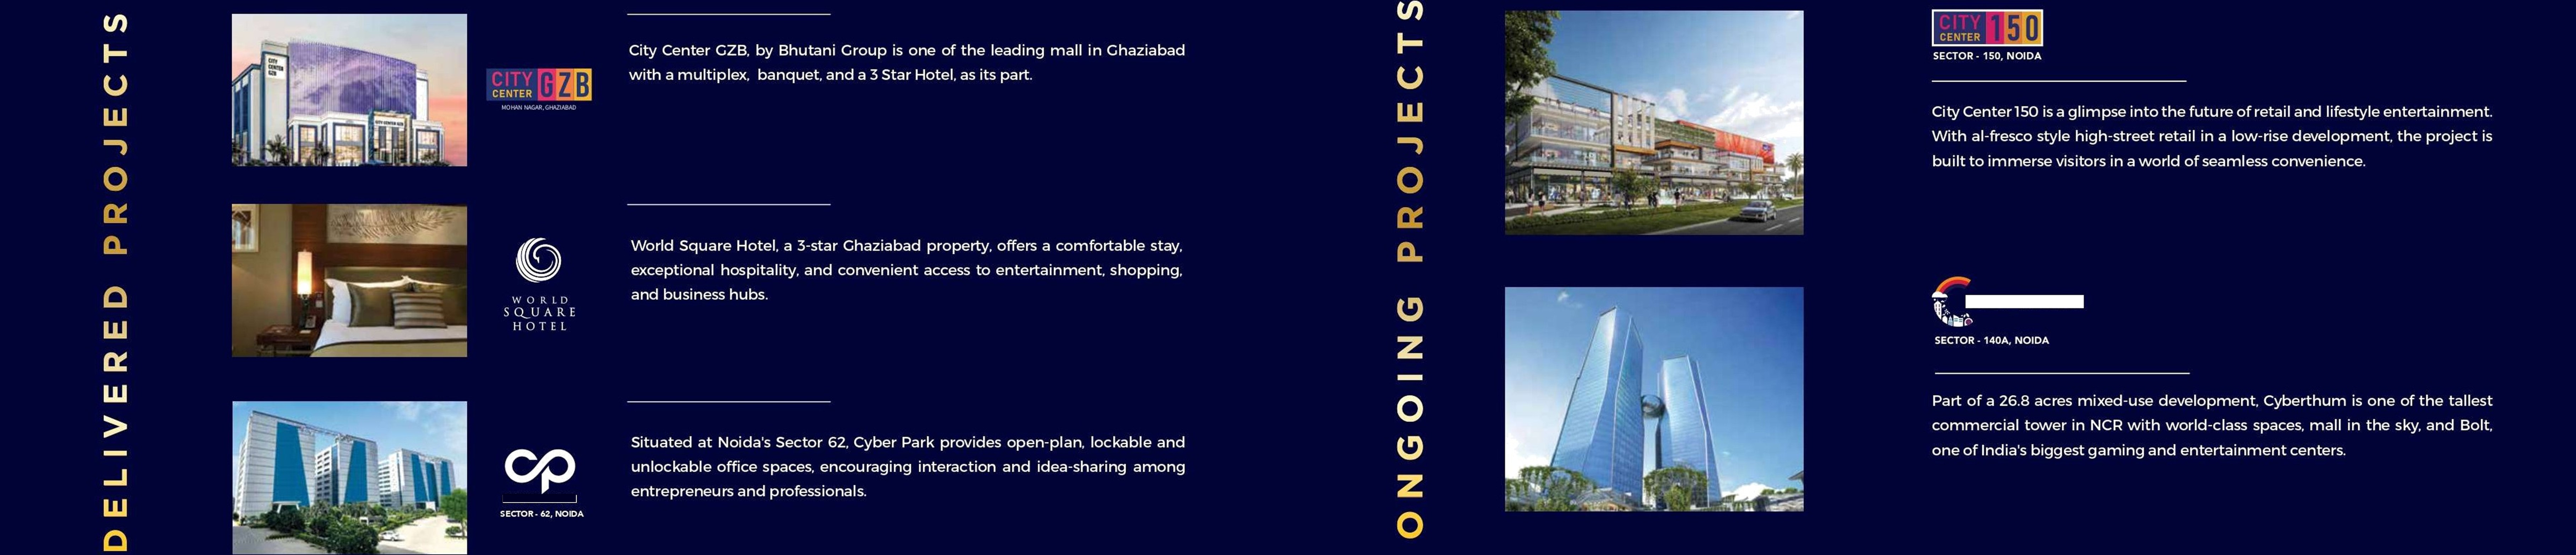 DELIVERED PROJECTS
CITY CENTER GZB
CITY CENTER GZB
CITY
CENTER
GZB
MOHAN NAGAR, GHAZIABAD
City Center GZB, by Bhutani Group is one of the leading mall in Ghaziabad
with a multiplex, banquet, and a 3 Star Hotel, as its part.
WORLD
SQUARE
HOTEL
World Square Hotel, a 3-star Ghaziabad property, offers a comfortable stay,
exceptional hospitality, and convenient access to entertainment, shopping,
and business hubs.
cp
SECTOR - 62, NOIDA
Situated at Noida's Sector 62, Cyber Park provides open-plan, lockable and
unlockable office spaces, encouraging interaction and idea-sharing among
entrepreneurs and professionals.
ONGOING PROJECTS
CITY
CENTER
150
SECTOR - 150, NOIDA
City Center 150 is a glimpse into the future of retail and lifestyle entertainment.
With al-fresco style high-street retail in a low-rise development, the project is
built to immerse visitors in a world of seamless convenience.
C
SECTOR - 140A, NOIDA
Part of a 26.8 acres mixed-use development, Cyberthum is one of the tallest
commercial tower in NCR with world-class spaces, mall in the sky, and Bolt,
one of India's biggest gaming and entertainment centers.